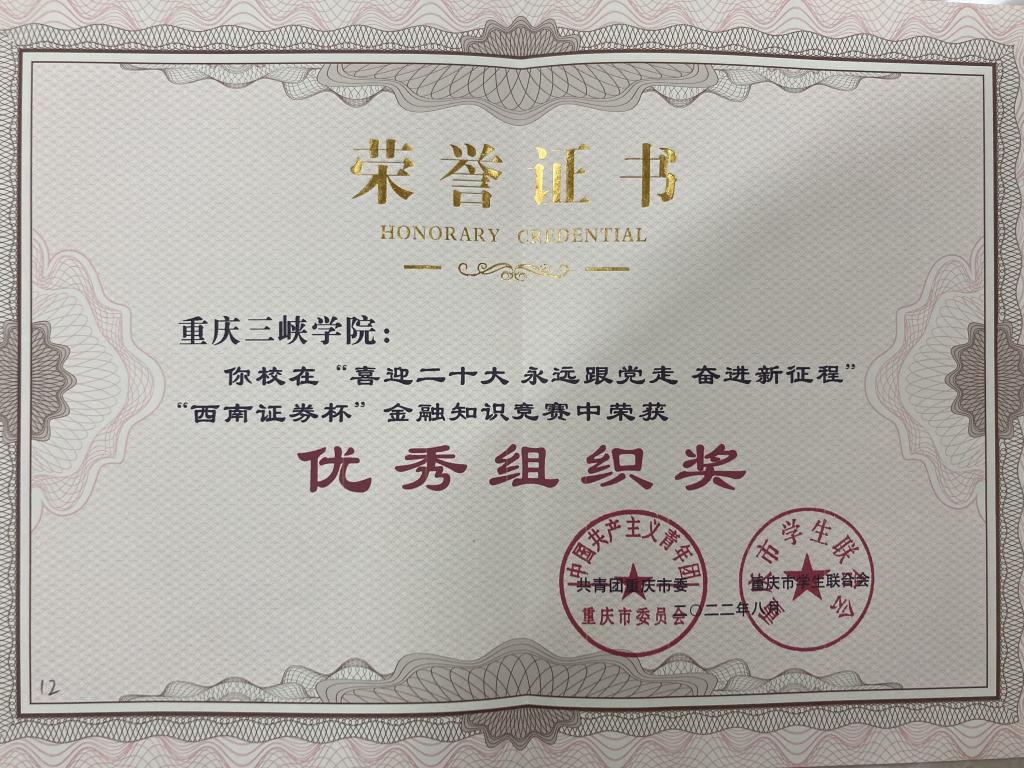 荣誉证书
HONORARY CREDENTIAL
重庆三峡学院：
你校在“喜迎二十大 永远跟党走 奋进新征程”
“西南证券杯”金融知识竞赛中荣获
优秀组织奖
中国共产主义青年团
重庆市委员会
重庆市学生联合会
共青团重庆市委 重庆市学生联合会
二〇二二年八月
12